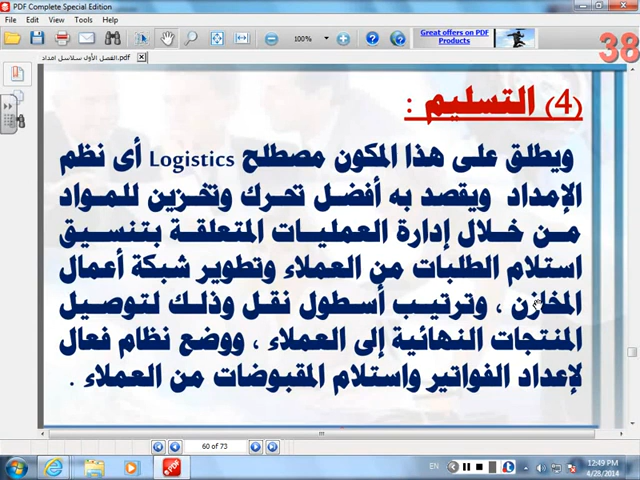 PDF Complete Special Edition
File Edit View Tools Help
100%
Great offers on PDF
Products
38
الفصل الأول سلاسل امداد.pdf
(4) التسليم :
ويطلق على هذا المكون مصطلح Logistics أى نظم
الإمداد ويقصد به أفضل تحرك وتخزين للمواد
من خلال إدارة العمليات المتعلقة بتنسيق
استلام الطلبات من العملاء وتطوير شبكة أعمال
المخازن ، وترتيب أسطول نقل وذلك لتوصيل
المنتجات النهائية إلى العملاء ، ووضع نظام فعال
لإعداد الفواتير واستلام المقبوضات من العملاء .
60 of 73
PDF
EN
12:49 PM
4/28/2014